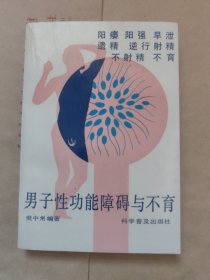 阳痿 阳强 早泄
遗精 逆行射精
不射精 不育
男子性功能障碍与不育
科学普及出版社